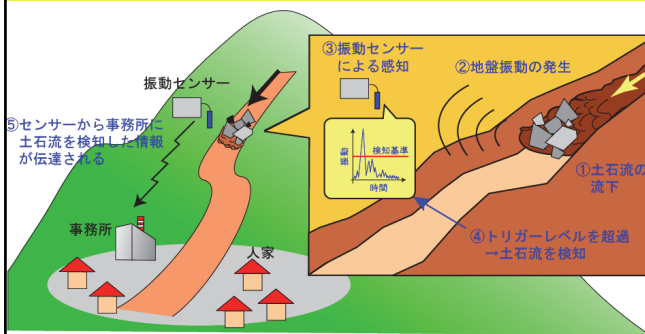 ③振動センサー
による感知
②地盤振動の発生
振動センサー
⑤センサーから事務所に
土石流を検知した情報
が伝達される
検知基準
振幅
時間
①土石流の
流下
④トリガーレベルを超過
→土石流を検知
事務所
人家